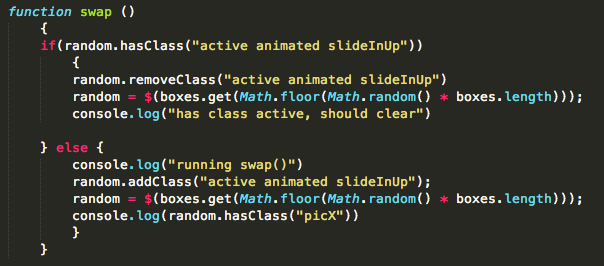 function swap ()
{
if(random.hasClass("active animated slideInUp"))
{
random.removeClass("active animated slideInUp")
random = $(boxes.get(Math.floor(Math.random() * boxes.length)));
console.log("has class active, should clear")
} else {
console.log("running swap()")
random.addClass("active animated slideInUp");
random = $(boxes.get(Math.floor(Math.random() * boxes.length)));
console.log(random.hasClass("picX"))
}
}